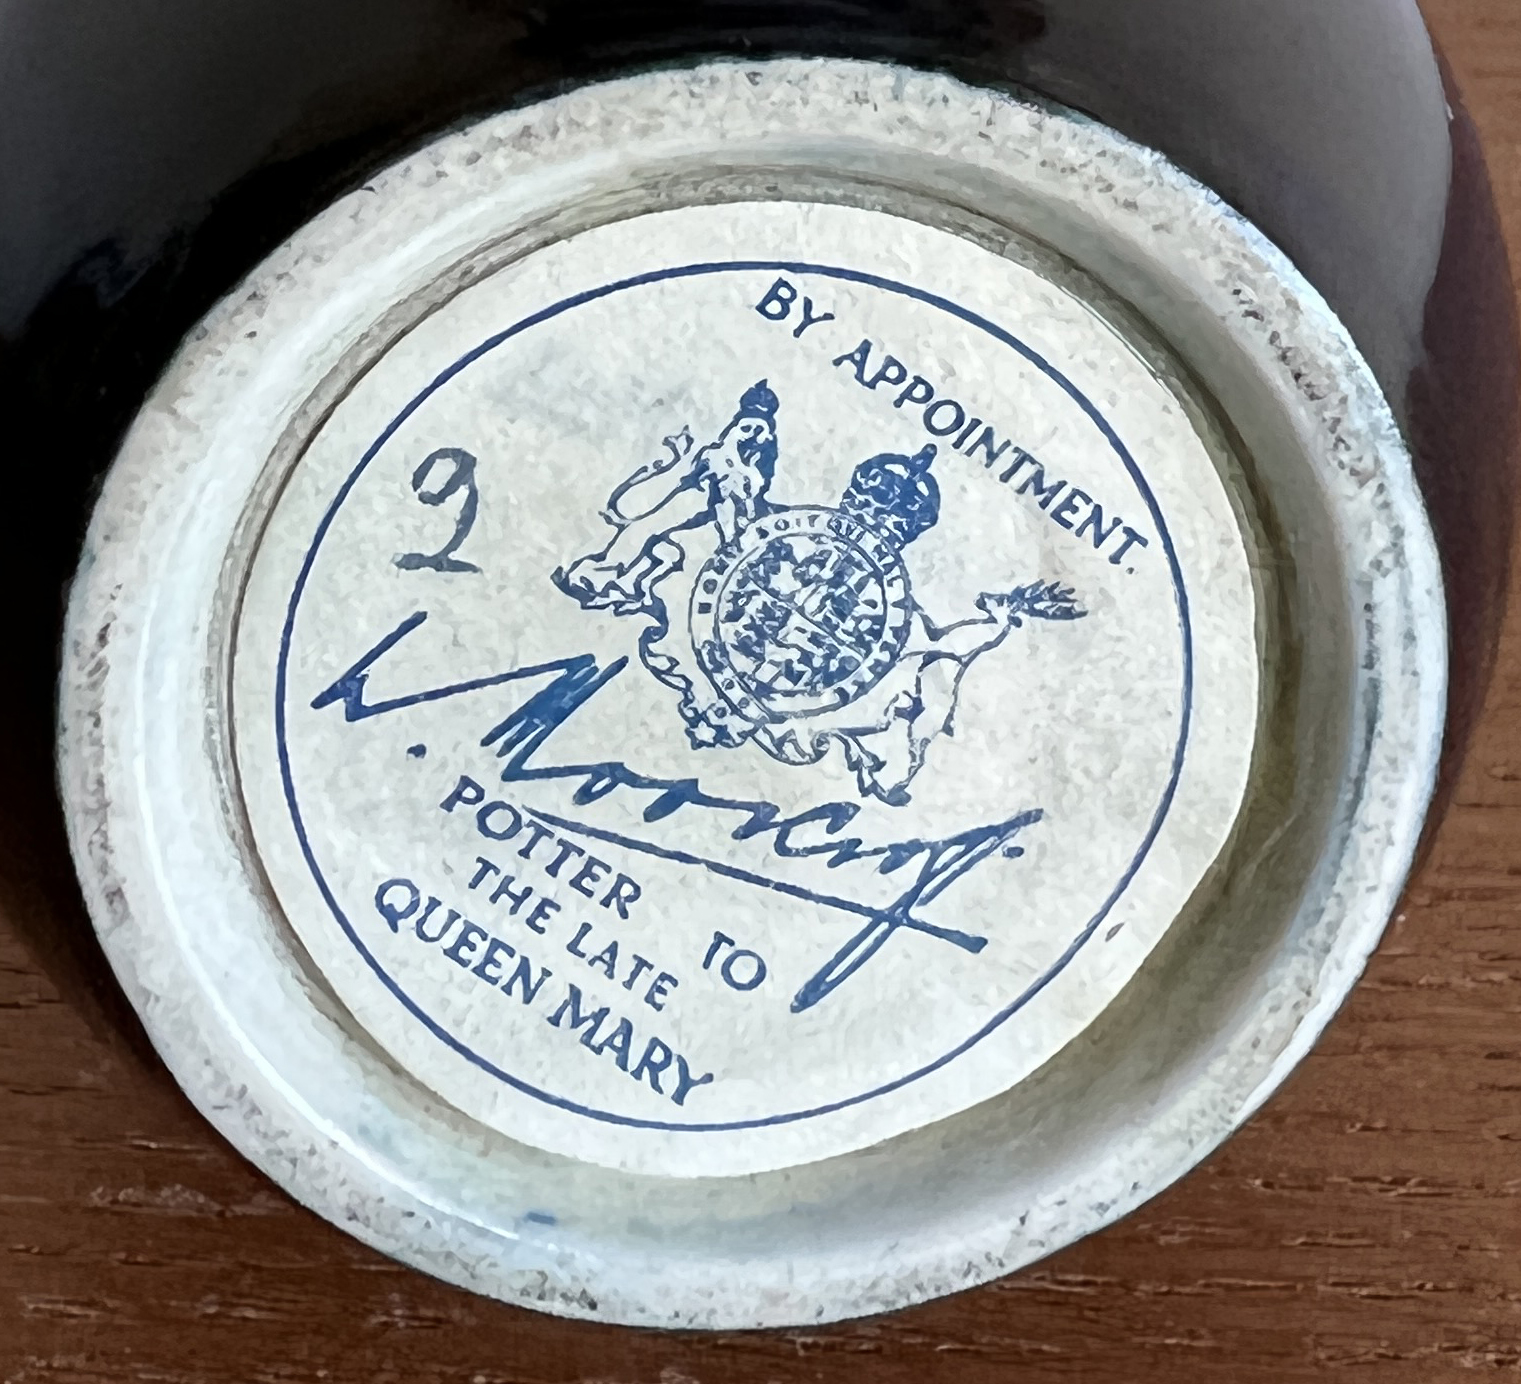 BY APPOINTMENT.
2
W. Moorcroft.
POTTER TO
THE LATE
QUEEN MARY